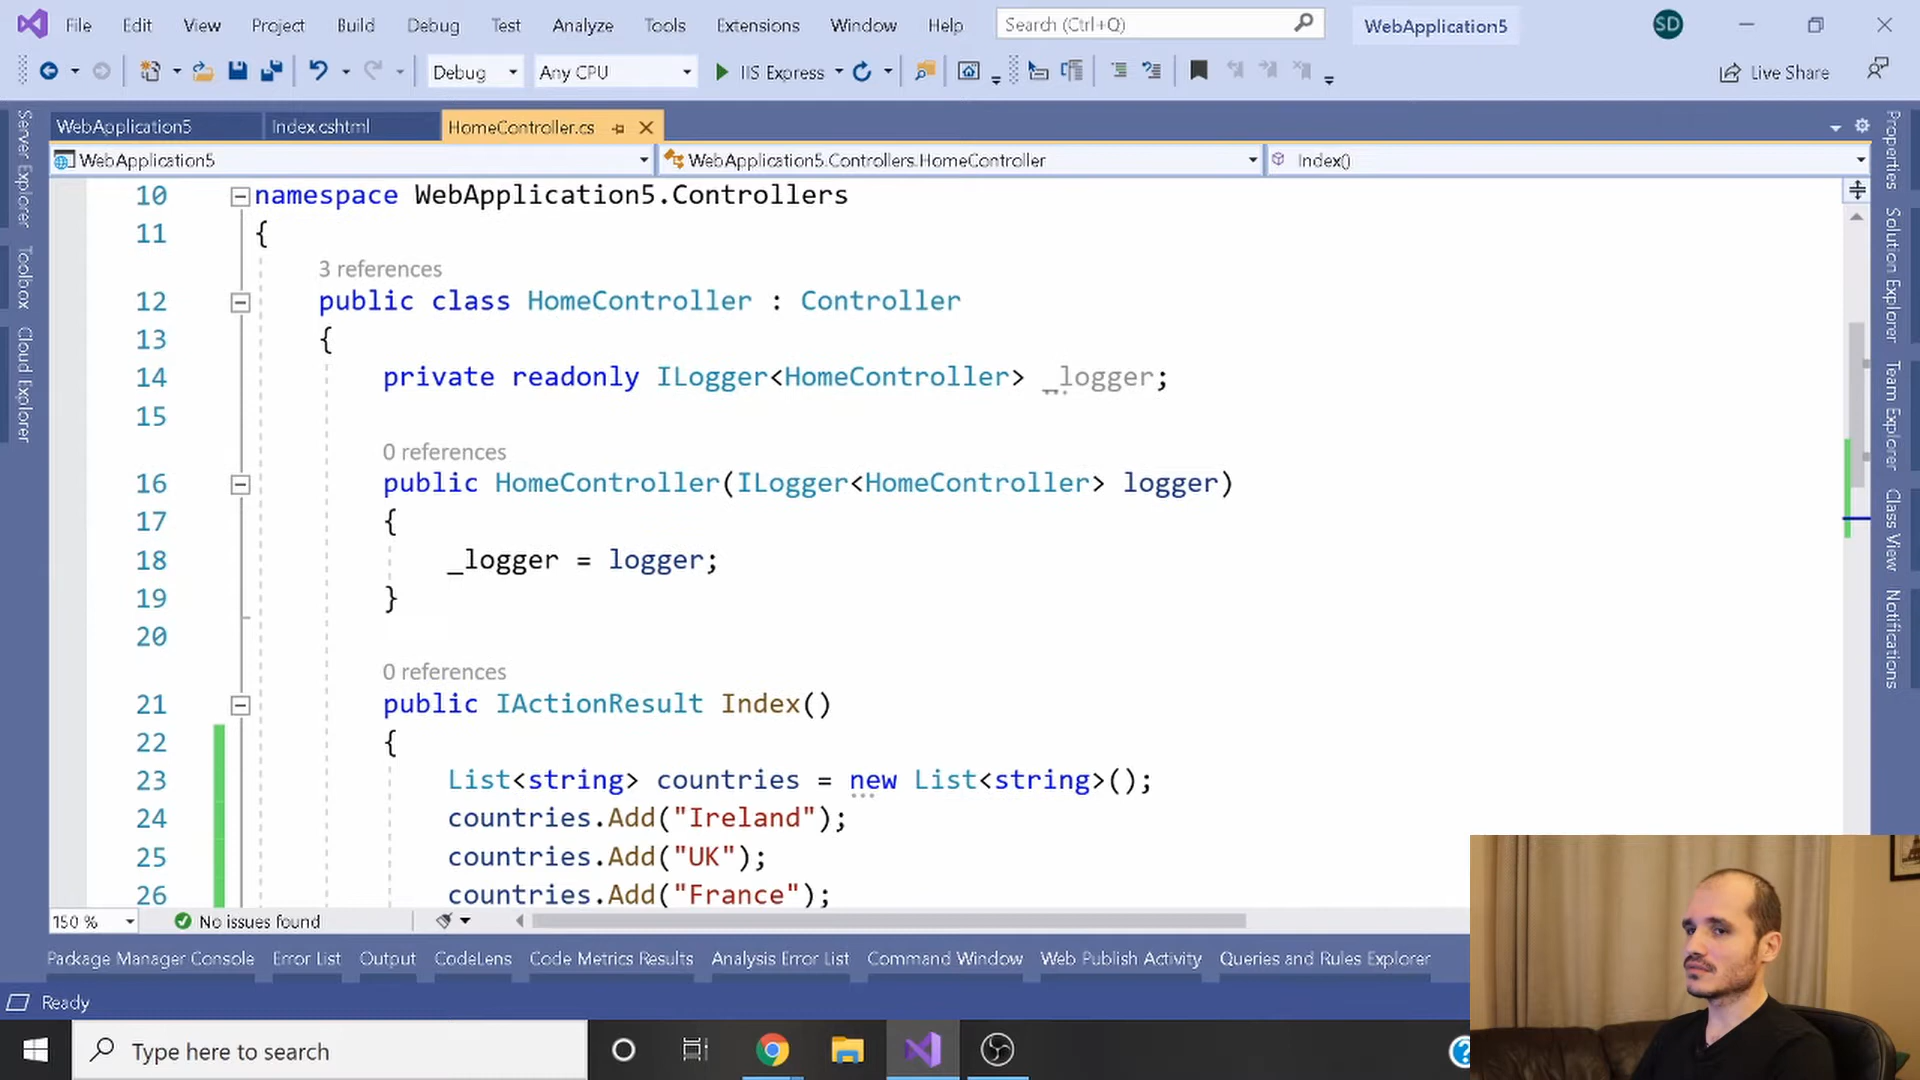 File Edit View Project Build Debug Test Analyze Tools Extensions Window Help Search (Ctrl+Q) WebApplication5 SD
Debug Any CPU IIS Express Live Share
WebApplication5 Index.cshtml HomeController.cs
WebApplication5 WebApplication5.Controllers.HomeController Index()
Server Explorer
Toolbox
Cloud Explorer
10 namespace WebApplication5.Controllers
11 {
3 references
12 public class HomeController : Controller
13 {
14 private readonly ILogger<HomeController> _logger;
15
0 references
16 public HomeController(ILogger<HomeController> logger)
17 {
18 _logger = logger;
19 }
20
0 references
21 public IActionResult Index()
22 {
23 List<string> countries = new List<string>();
24 countries.Add("Ireland");
25 countries.Add("UK");
26 countries.Add("France");
Properties
Solution Explorer
Team Explorer
Class View
Notifications
150 % No issues found
Package Manager Console Error List Output CodeLens Code Metrics Results Analysis Error List Command Window Web Publish Activity Queries and Rules Explorer
Ready
Type here to search